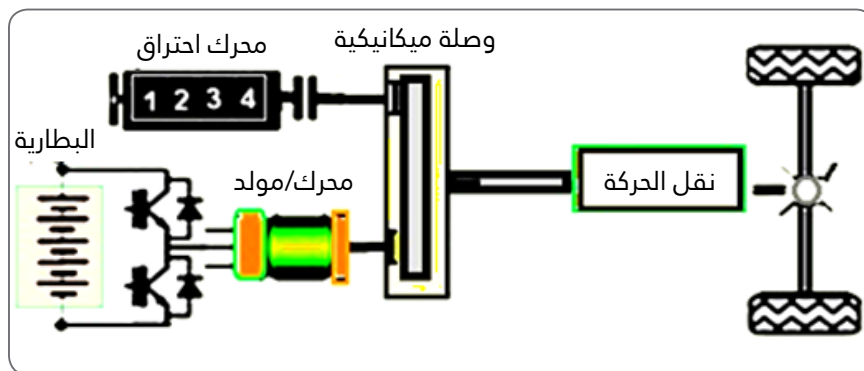 محرك احتراق
وصلة ميكانيكية
1 2 3 4
البطارية
محرك/مولد
نقل الحركة